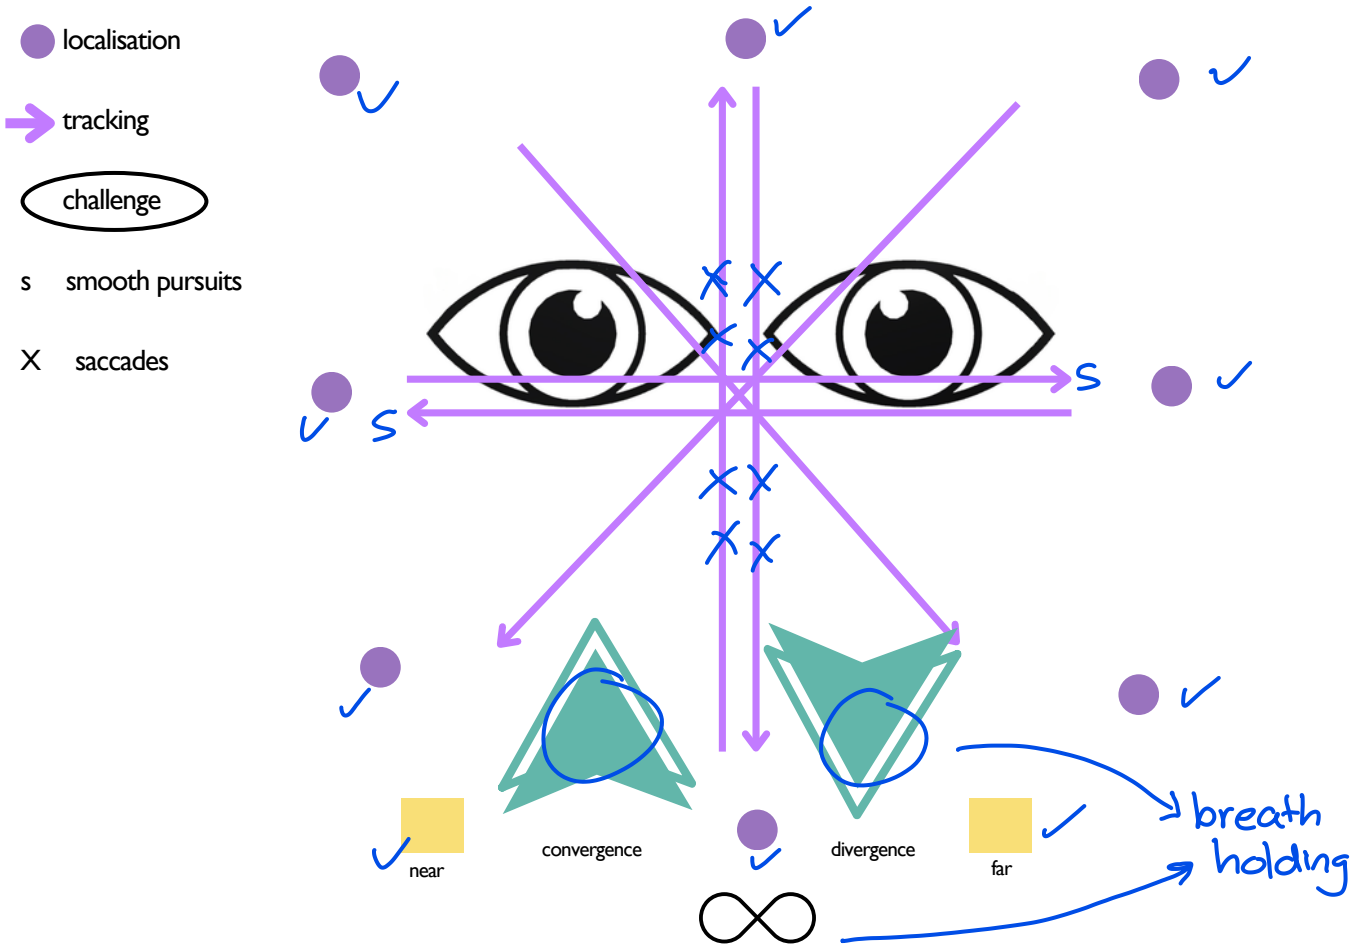 localisation
tracking
challenge
s smooth pursuits
X saccades
X X
X X
S
S
X X
X X
near
convergence
divergence
far
breath
holding